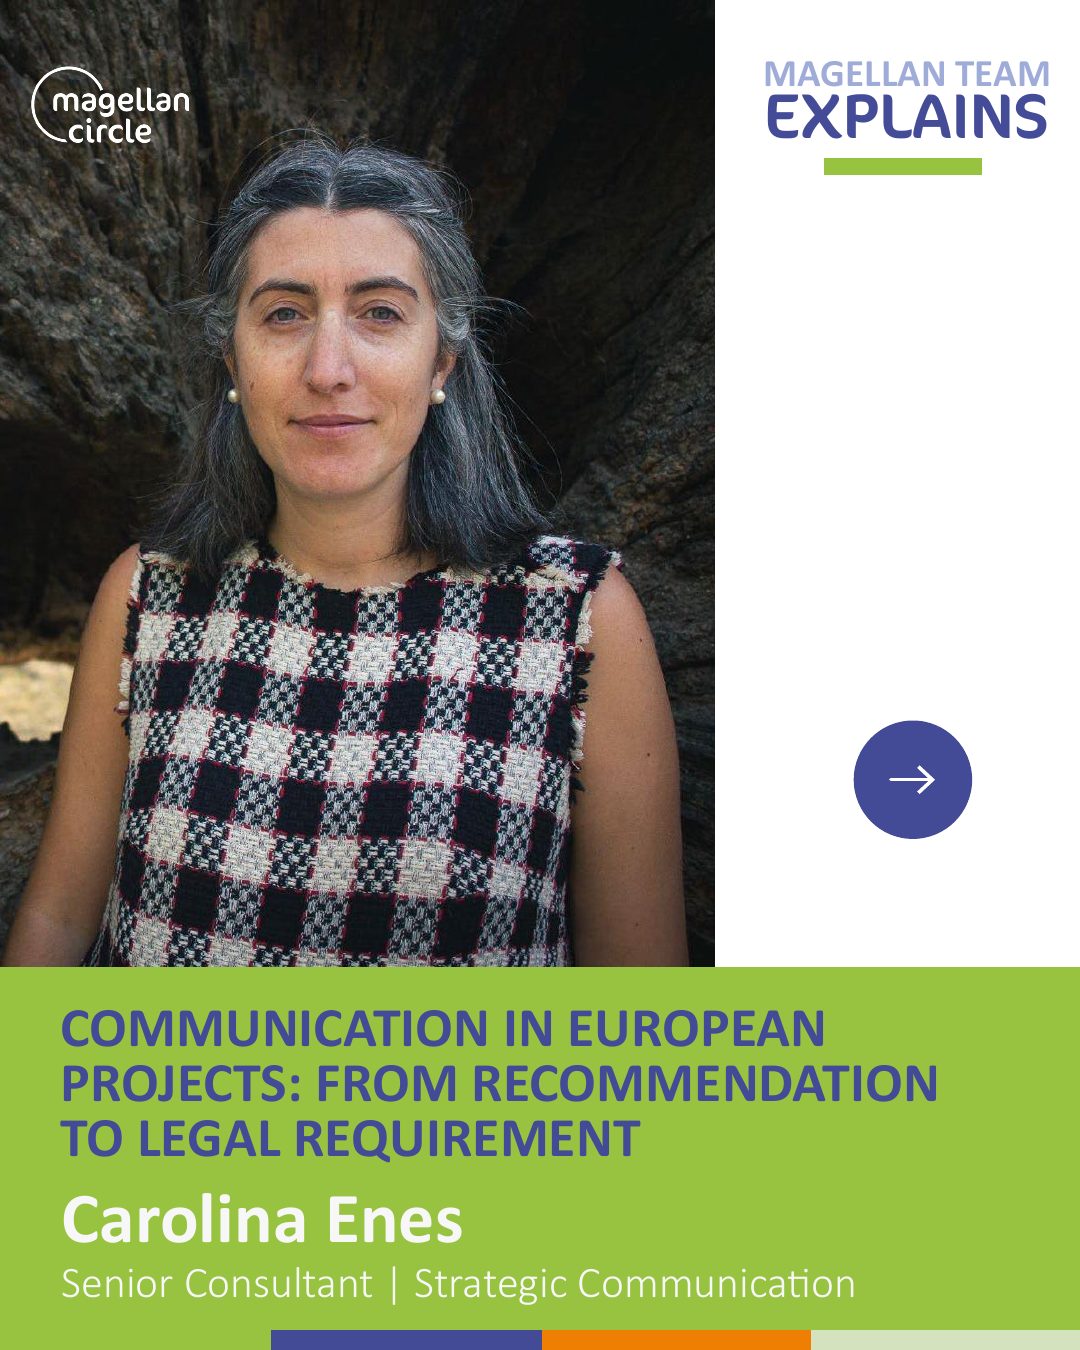 magellan
circle
MAGELLAN TEAM
EXPLAINS
COMMUNICATION IN EUROPEAN
PROJECTS: FROM RECOMMENDATION
TO LEGAL REQUIREMENT
Carolina Enes
Senior Consultant | Strategic Communication